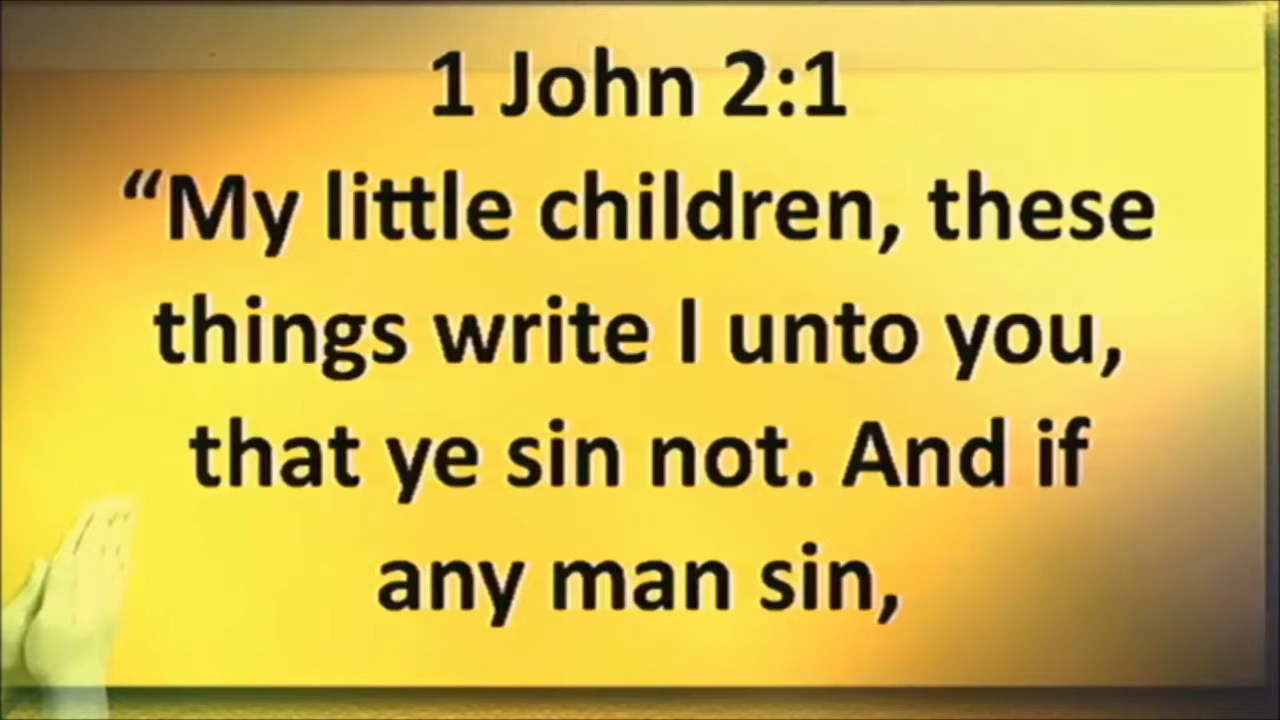 1 John 2:1
“My little children, these
things write I unto you,
that ye sin not. And if
any man sin,